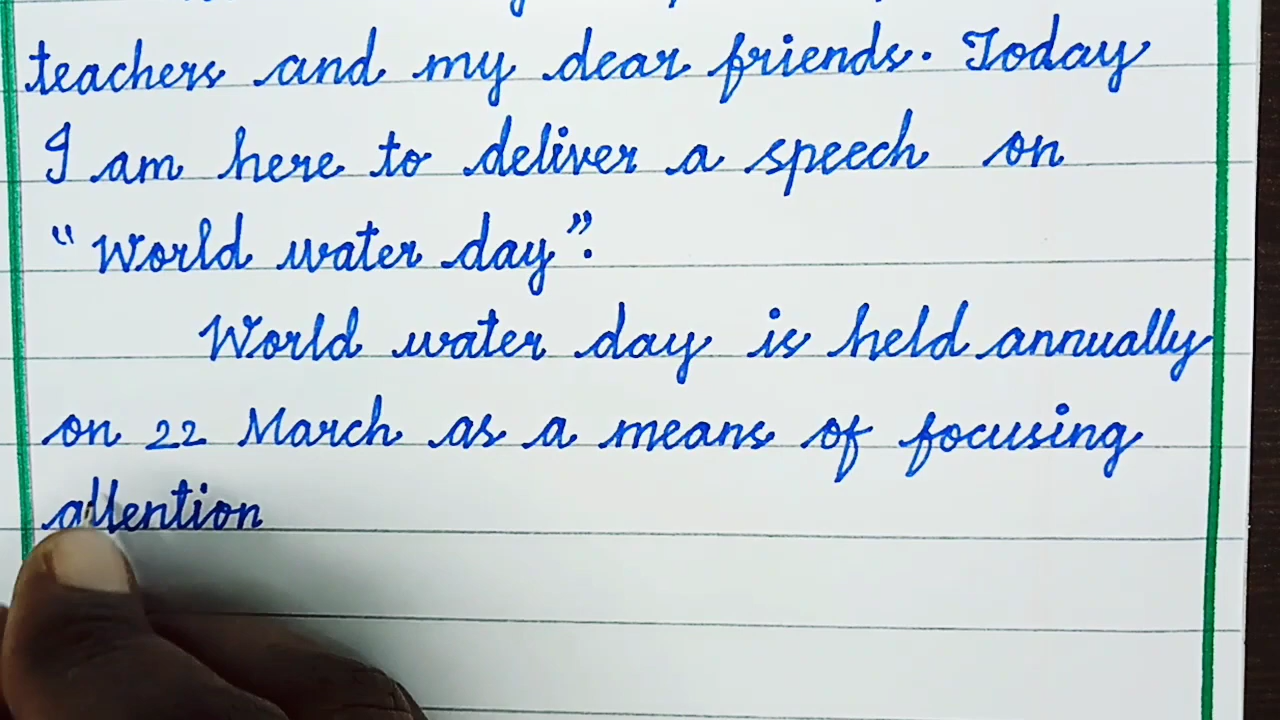 teachers and my dear friends. Today
I am here to deliver a speech on
"World water day".
World water day is held annually
on 22 March as a means of focusing
attention